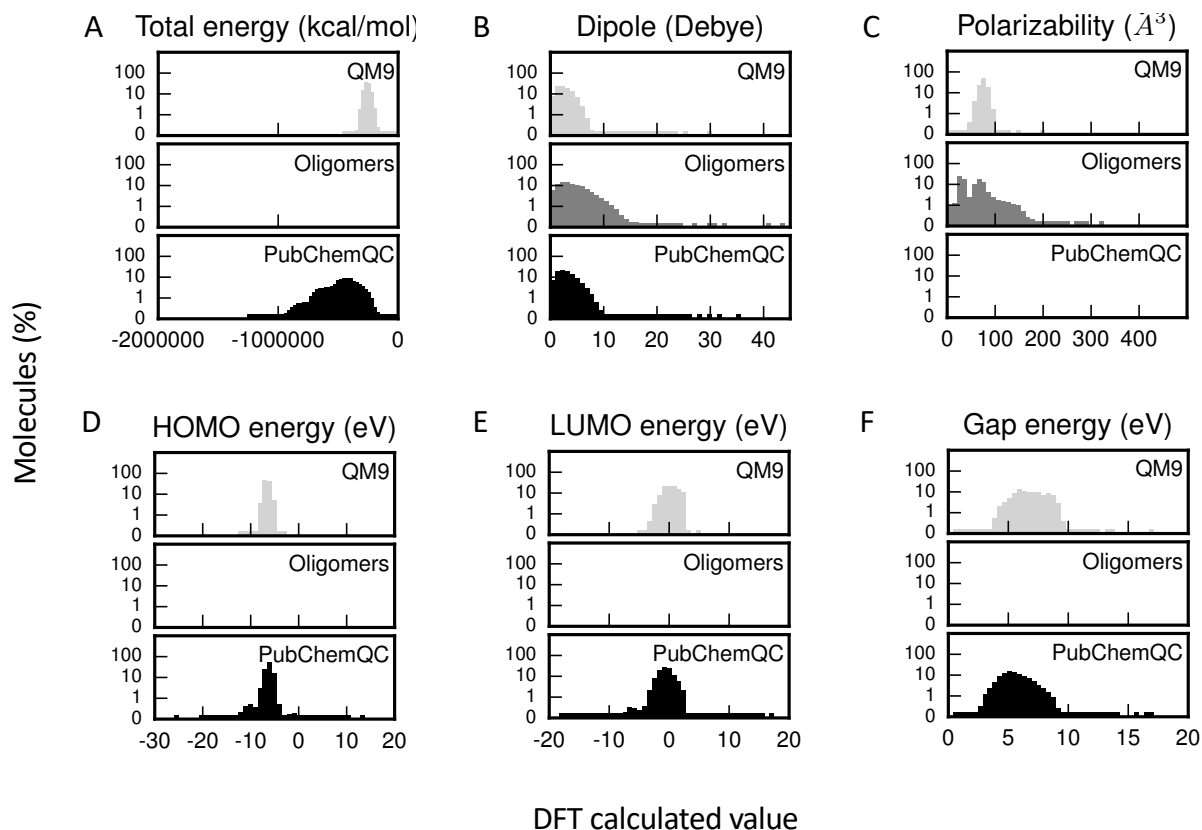 A Total energy (kcal/mol)
QM9
100
10
1
0
Oligomers
100
10
1
0
PubChemQC
100
10
1
0
-2000000 -1000000 0
B Dipole (Debye)
QM9
100
10
1
0
Oligomers
100
10
1
0
PubChemQC
100
10
1
0
0 10 20 30 40
C Polarizability (Å³)
QM9
100
10
1
0
Oligomers
100
10
1
0
PubChemQC
100
10
1
0
0 100 200 300 400
Molecules (%)
D HOMO energy (eV)
QM9
100
10
1
0
Oligomers
100
10
1
0
PubChemQC
100
10
1
0
-30 -20 -10 0 10 20
E LUMO energy (eV)
QM9
100
10
1
0
Oligomers
100
10
1
0
PubChemQC
100
10
1
0
-20 -10 0 10 20
F Gap energy (eV)
QM9
100
10
1
0
Oligomers
100
10
1
0
PubChemQC
100
10
1
0
0 5 10 15 20
DFT calculated value